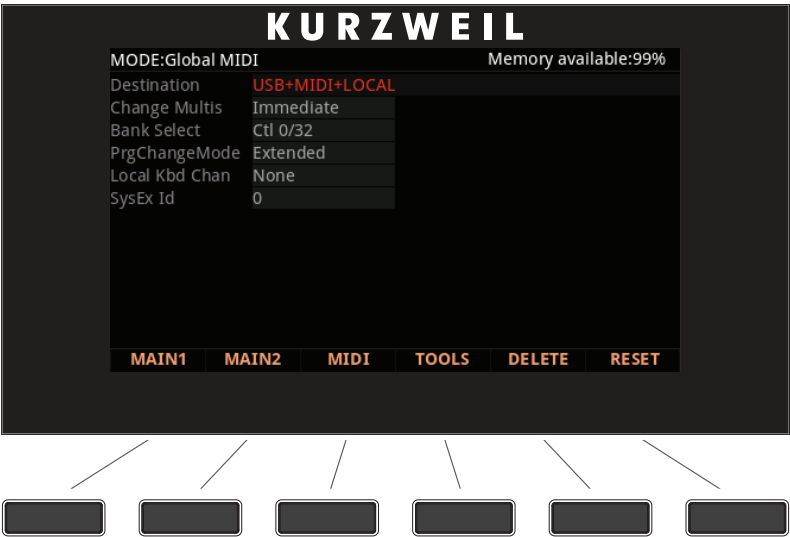 KURZWEIL
MODE:Global MIDI Memory available:99%
Destination USB+MIDI+LOCAL
Change Multis Immediate
Bank Select Ctl 0/32
PrgChangeMode Extended
Local Kbd Chan None
SysEx Id 0
MAIN1 MAIN2 MIDI TOOLS DELETE RESET